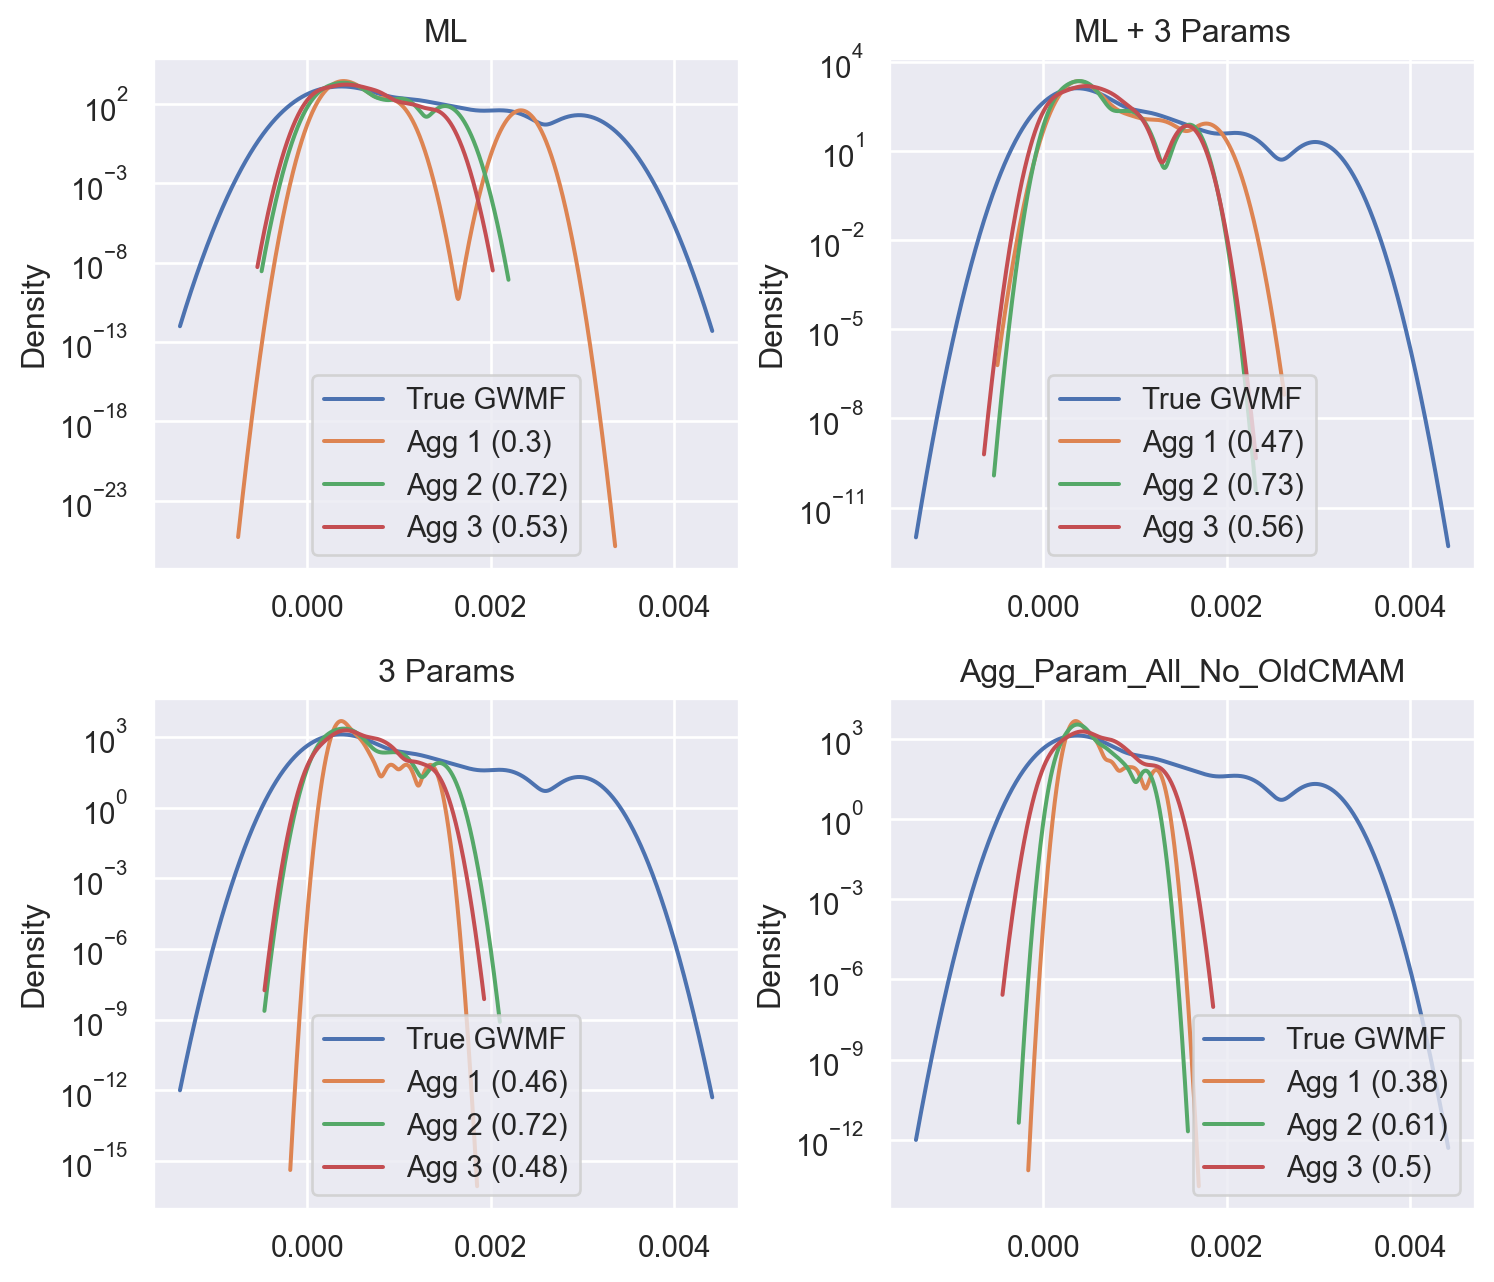 ML
Density
10^2
10^−3
10^−8
10^−13
10^−18
10^−23
True GWMF
Agg 1 (0.3)
Agg 2 (0.72)
Agg 3 (0.53)
0.000 0.002 0.004
ML + 3 Params
Density
10^4
10^1
10^−2
10^−5
10^−8
10^−11
True GWMF
Agg 1 (0.47)
Agg 2 (0.73)
Agg 3 (0.56)
0.000 0.002 0.004
3 Params
Density
10^3
10^0
10^−3
10^−6
10^−9
10^−12
10^−15
True GWMF
Agg 1 (0.46)
Agg 2 (0.72)
Agg 3 (0.48)
0.000 0.002 0.004
Agg_Param_All_No_OldCMAM
Density
10^3
10^0
10^−3
10^−6
10^−9
10^−12
True GWMF
Agg 1 (0.38)
Agg 2 (0.61)
Agg 3 (0.5)
0.000 0.002 0.004